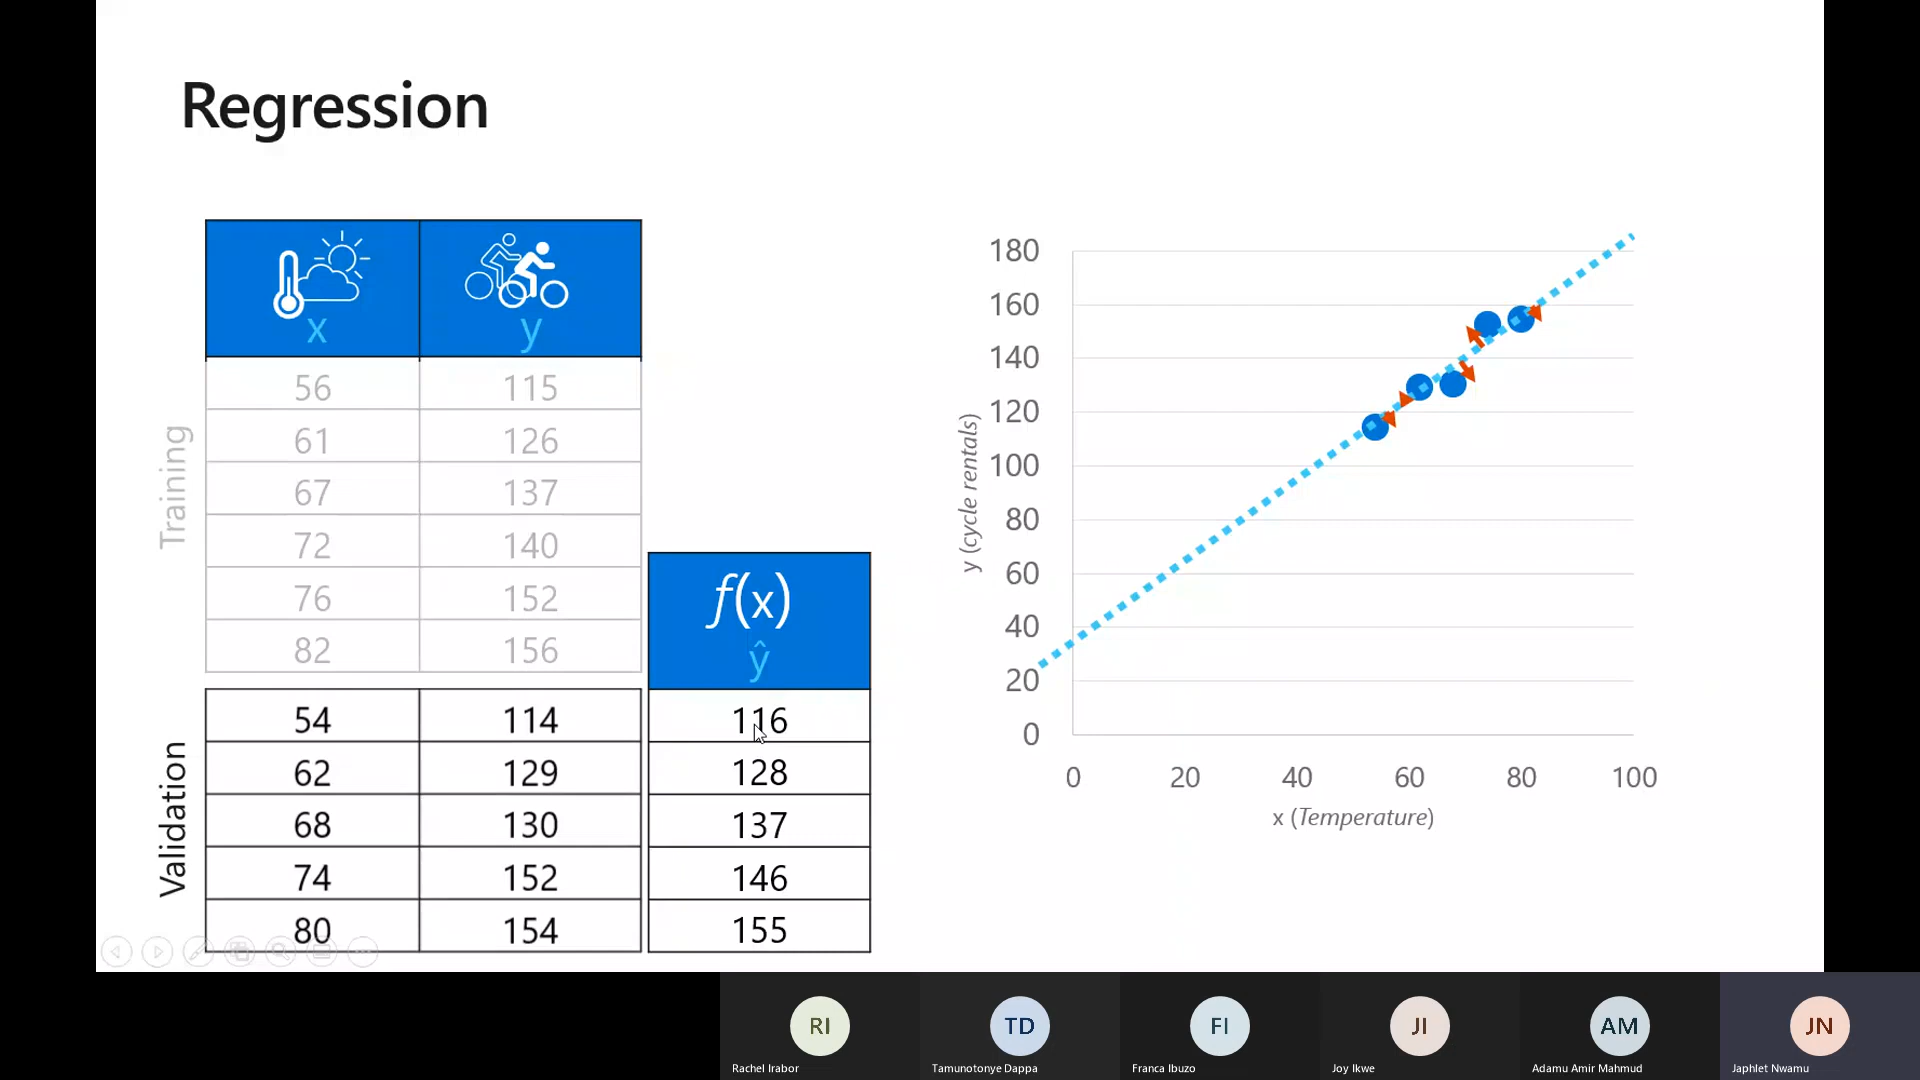 Regression
x y
Training
56 115
61 126
67 137
72 140
76 152
82 156
f(x)
ŷ
Validation
54 114 116
62 129 128
68 130 137
74 152 146
80 154 155
y (cycle rentals)
180
160
140
120
100
80
60
40
20
0
0 20 40 60 80 100
x (Temperature)
RI TD FI JI AM JN
Rachel Irabor Tamunotonye Dappa Franca Ibuzo Joy Ikwe Adamu Amir Mahmud Japhlet Nwamu